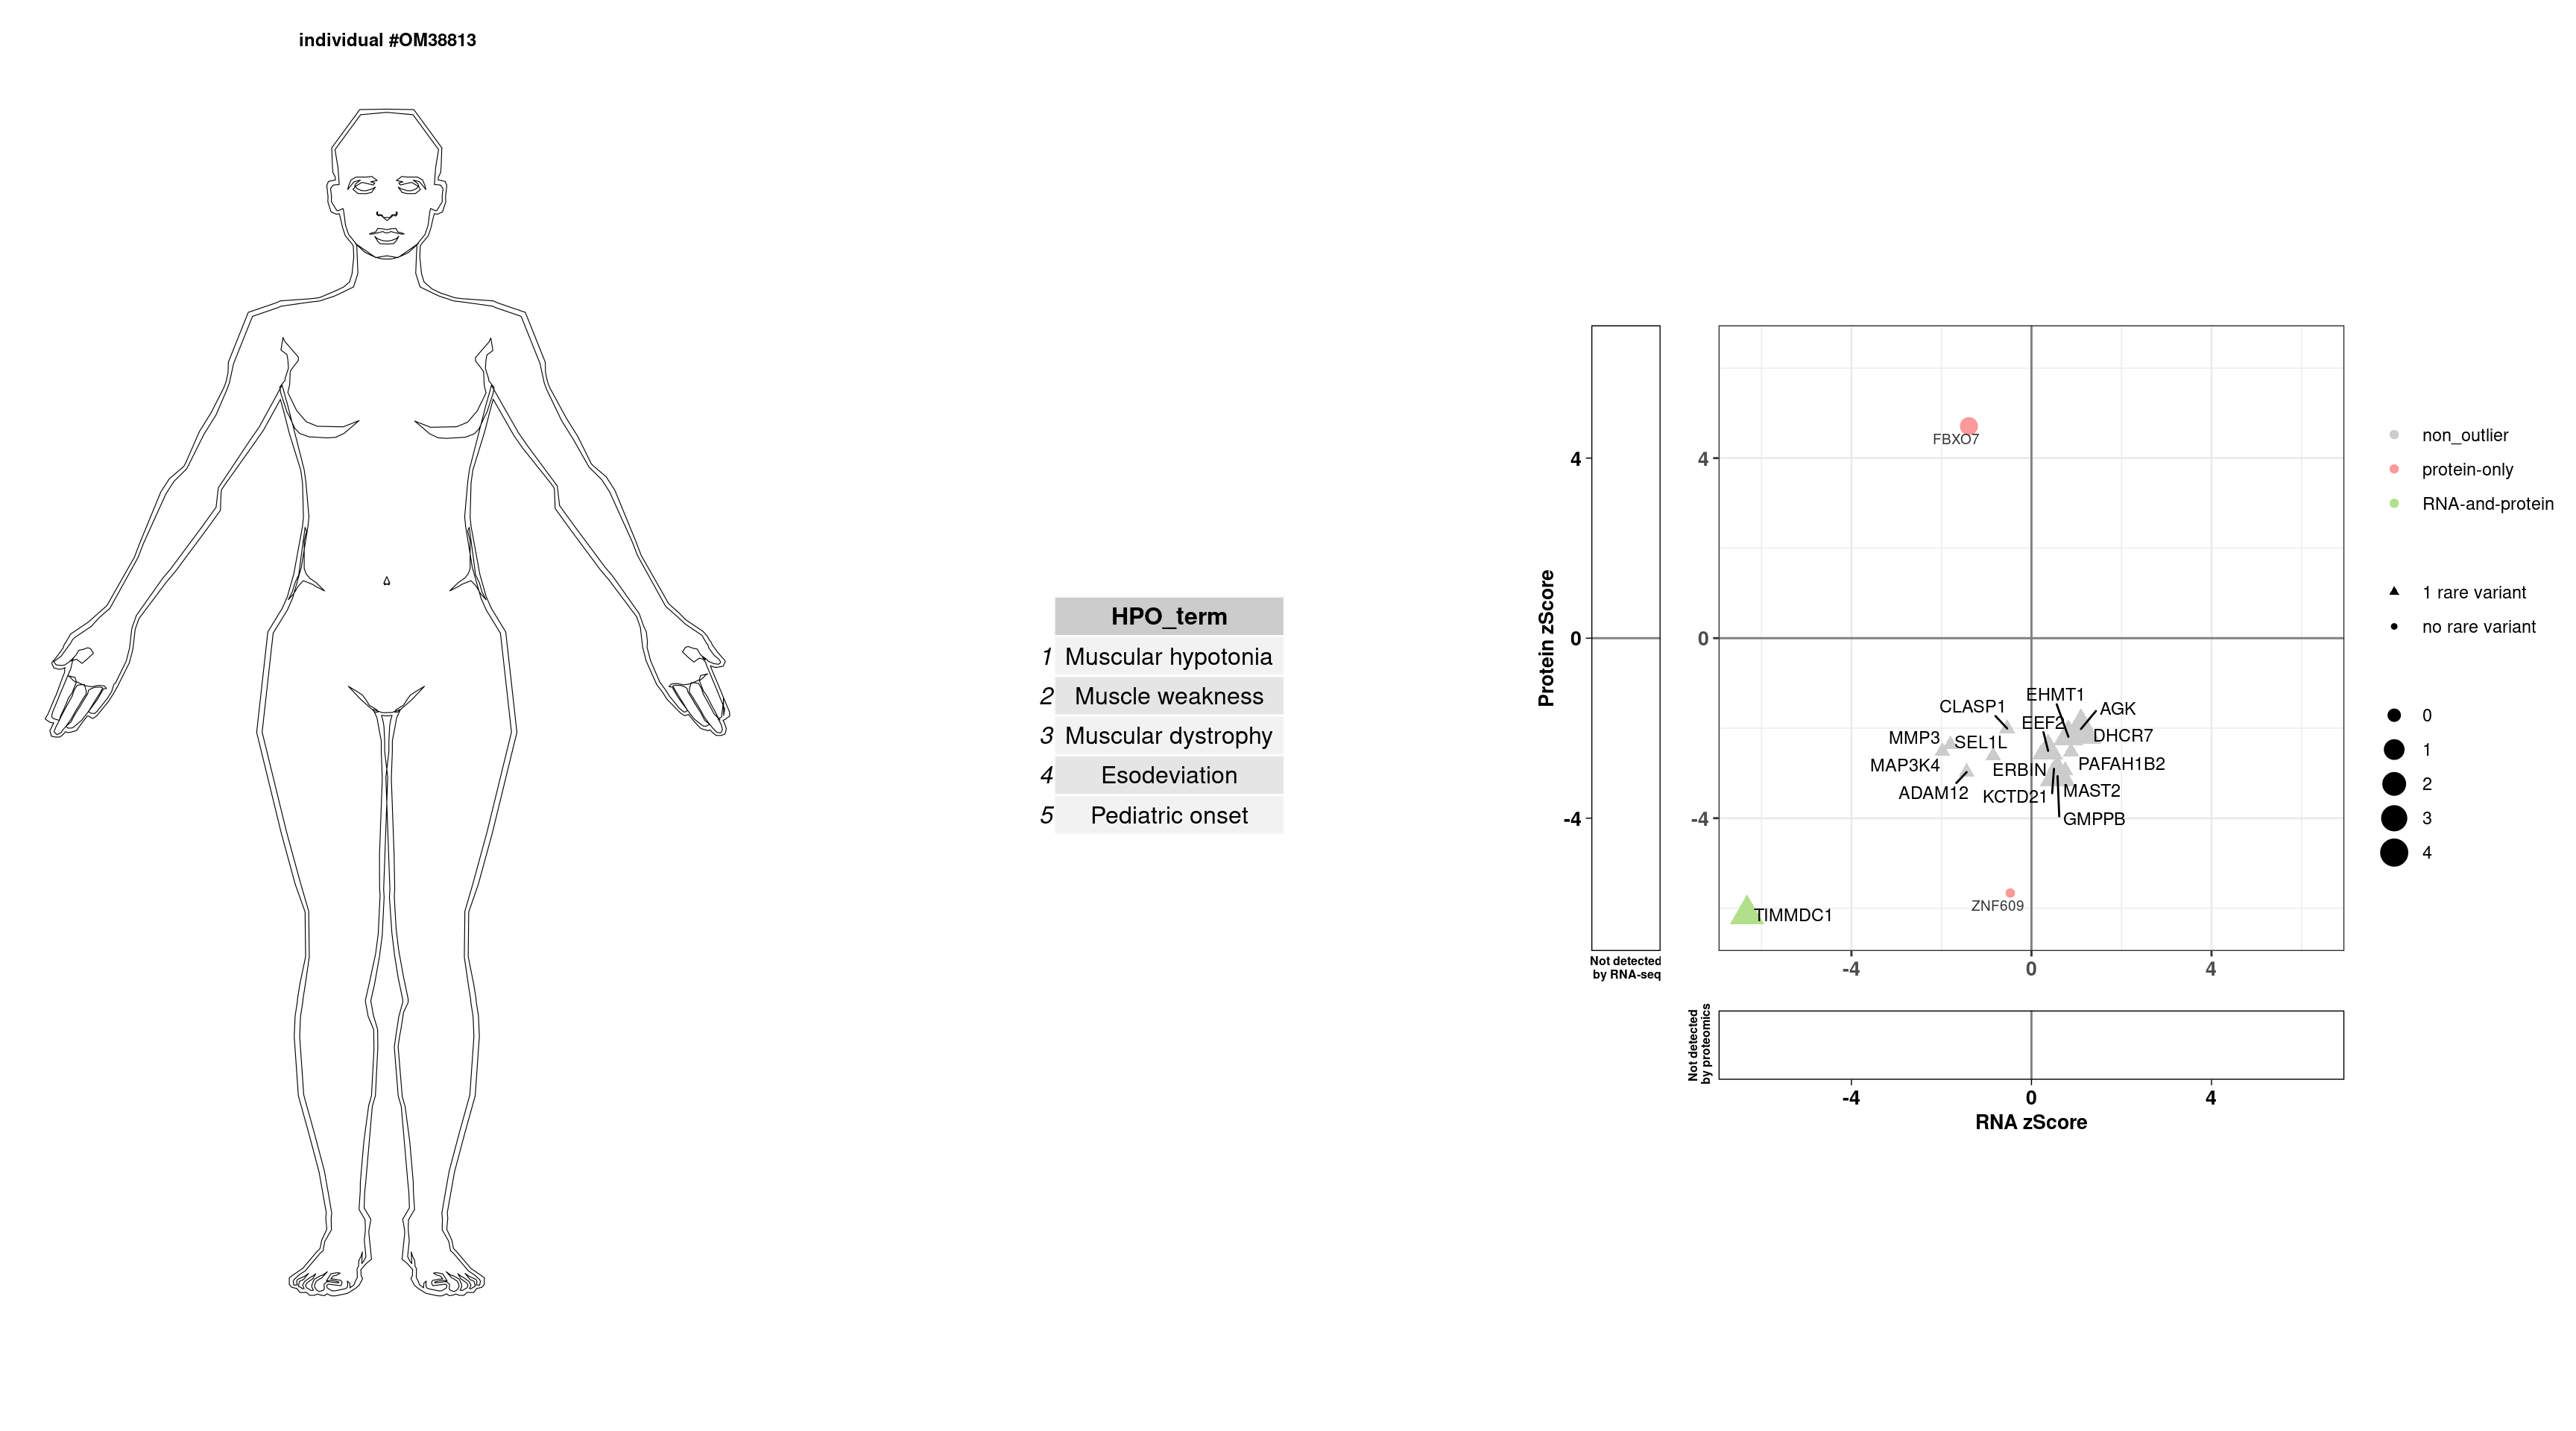 individual #OM38813
HPO_term
1 Muscular hypotonia
2 Muscle weakness
3 Muscular dystrophy
4 Esodeviation
5 Pediatric onset
Protein zScore
4
0
-4
Not detected
by RNA-seq
4
0
-4
FBXO7
EHMT1
CLASP1
AGK
EEF2
DHCR7
MMP3
SEL1L
MAP3K4
ERBIN
PAFAH1B2
ADAM12
KCTD21
MAST2
GMPPB
ZNF609
TIMMDC1
-4
0
4
Not detected
by proteomics
-4
0
4
RNA zScore
non_outlier
protein-only
RNA-and-protein
1 rare variant
no rare variant
0
1
2
3
4